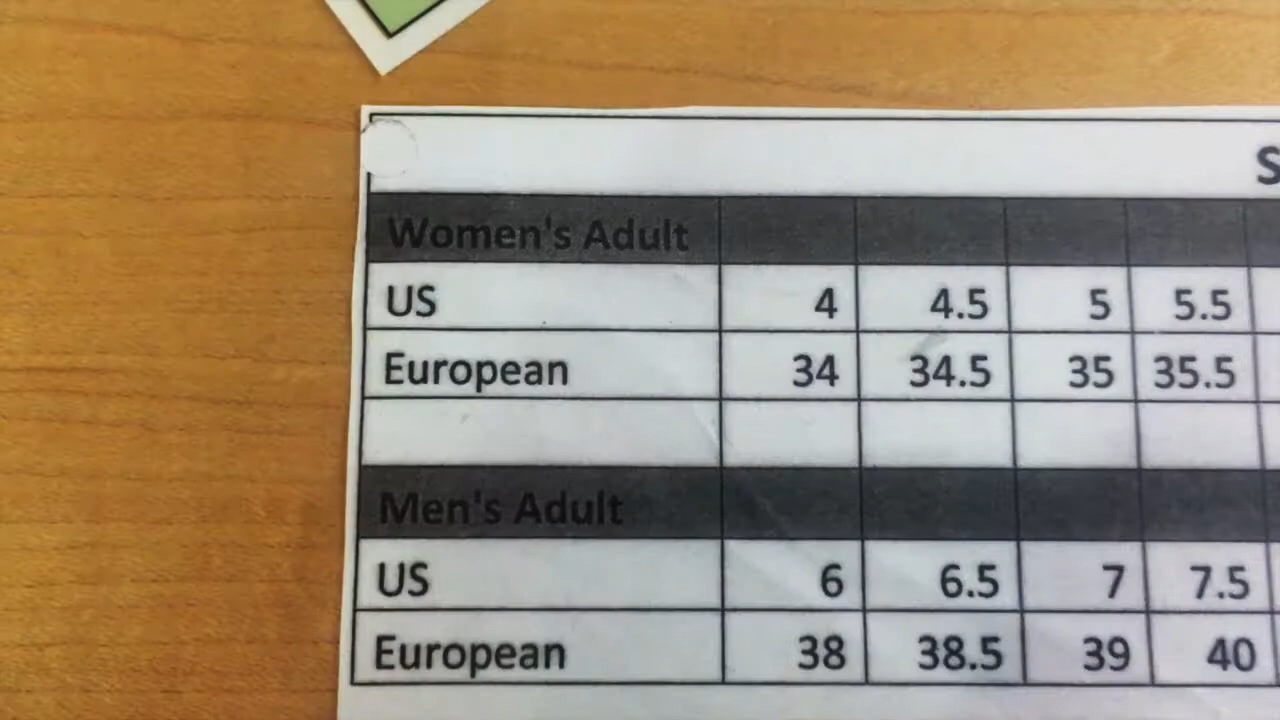 S
Women's Adult
US 4 4.5 5 5.5
European 34 34.5 35 35.5
Men's Adult
US 6 6.5 7 7.5
European 38 38.5 39 40